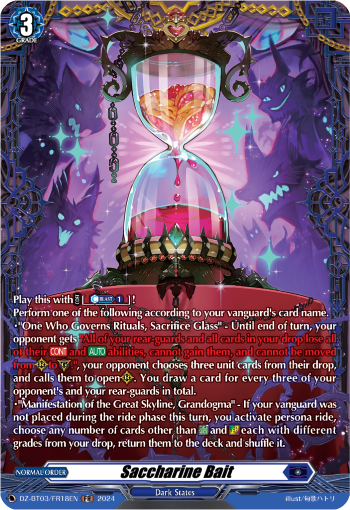 3
GRADE
Play this with [BLAST 1]!
Perform one of the following according to your vanguard's card name.
・"One Who Governs Rituals, Sacrifice Glass" - Until end of turn, your
opponent gets "All of your rear-guards and all cards in your drop lose all
of their CONT and AUTO abilities, cannot gain them, and cannot be moved
from to ", your opponent chooses three unit cards from their drop,
and calls them to open . You draw a card for every three of your
opponent's and your rear-guards in total.
・"Manifestation of the Great Skyline, Grandogma" - If your vanguard was
not placed during the ride phase this turn, you activate persona ride,
choose any number of cards other than and each with different
grades from your drop, return them to the deck and shuffle it.
NORMAL ORDER
Saccharine Bait
Dark States
DZ-BT03/FR18EN FR 2024
illust/匈歌ハトリ